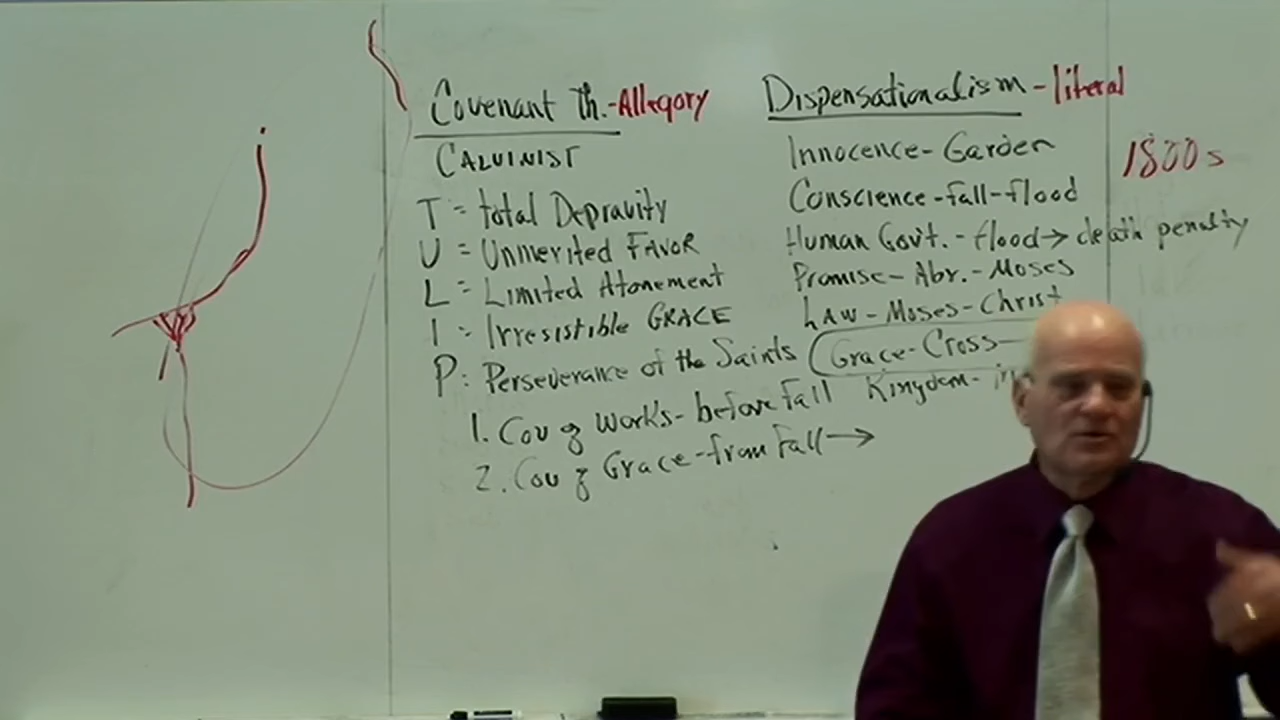 Covenant Th.-Allegory
CALVINIST
T = total Depravity
U = Unmerited Favor
L = Limited Atonement
I = Irresistible GRACE
P: Perseverance of the Saints
1. Cov of Works-before Fall
2. Cov of Grace-from Fall→
Dispensationalism - literal
1800s
Innocence-Garden
Conscience-fall-flood
Human Gov't. - flood→ death penalty
Promise-Abr.-Moses
LAW-Moses-Christ
Grace-Cross-
Kingdom-